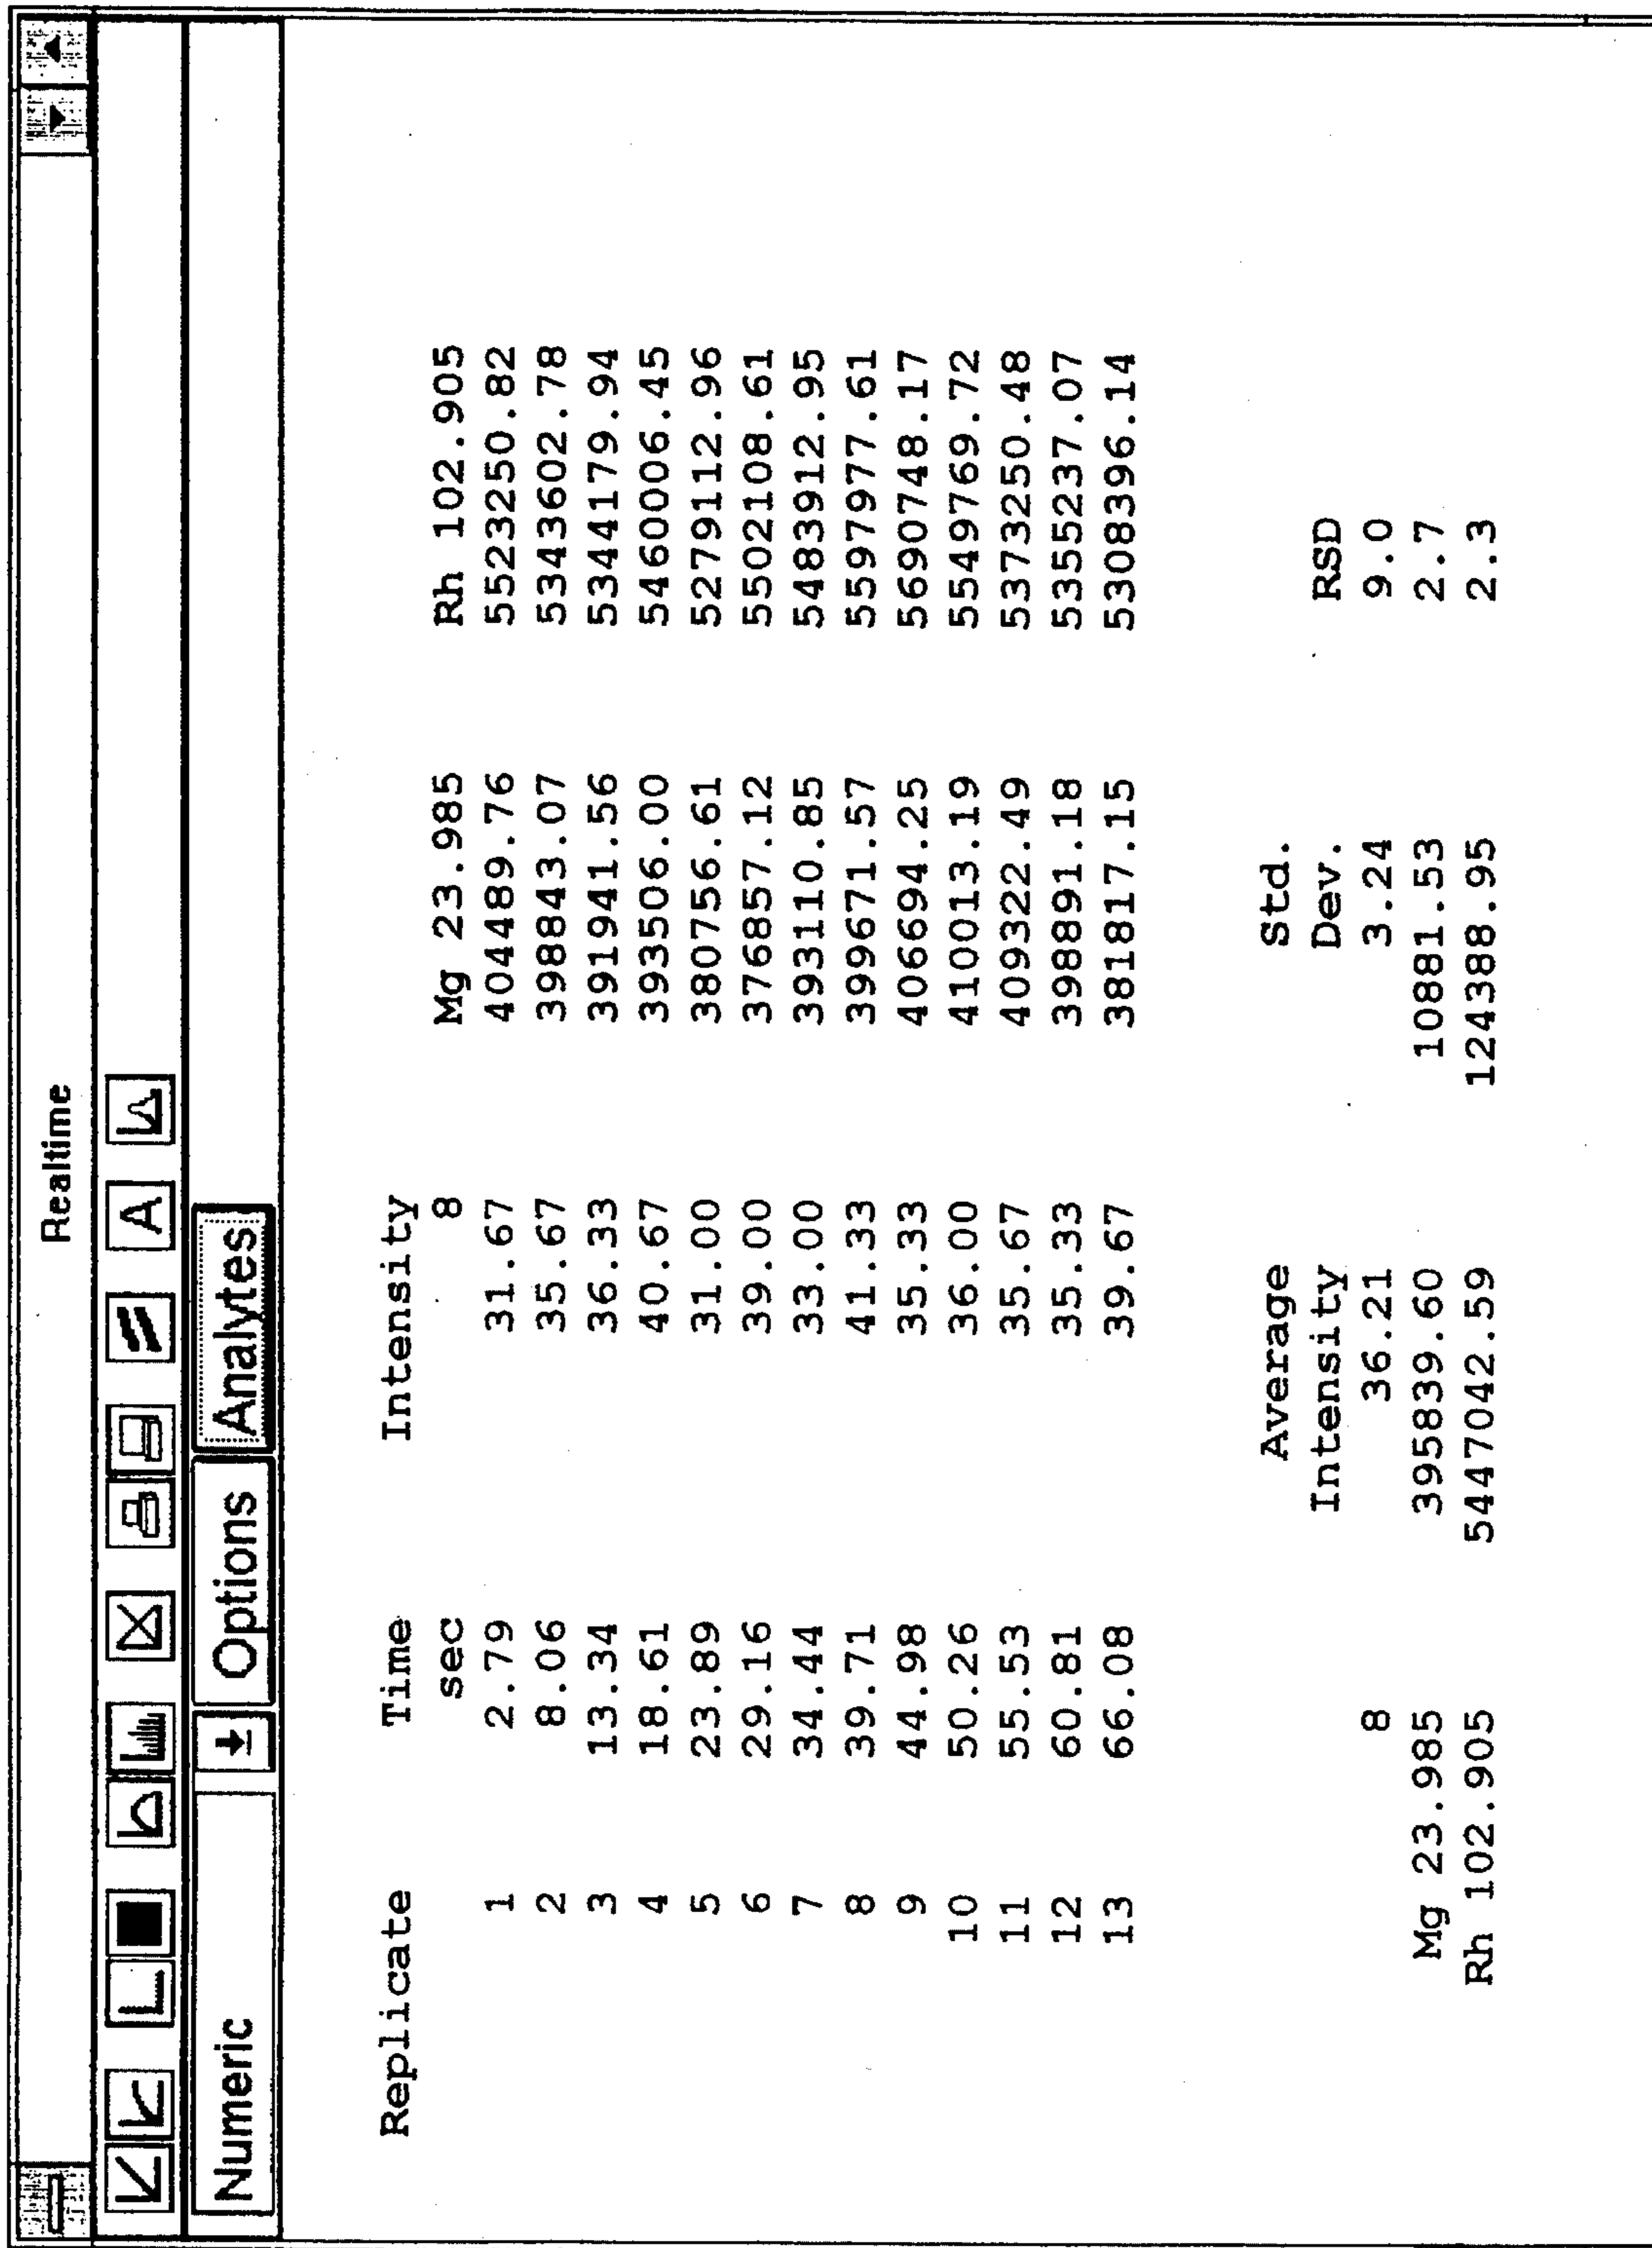 Realtime
A
Numeric Options Analytes
Replicate Time Intensity
sec 8 Mg 23.985 Rh 102.905
1 2.79 31.67 404489.76 5523250.82
2 8.06 35.67 398843.07 5343602.78
3 13.34 36.33 391941.56 5344179.94
4 18.61 40.67 393506.00 5460006.45
5 23.89 31.00 380756.61 5279112.96
6 29.16 39.00 376857.12 5502108.61
7 34.44 33.00 393110.85 5483912.95
8 39.71 41.33 399671.57 5597977.61
9 44.98 35.33 406694.25 5690748.17
10 50.26 36.00 410013.19 5549769.72
11 55.53 35.67 409322.49 5373250.48
12 60.81 35.33 398891.18 5355237.07
13 66.08 39.67 381817.15 5308396.14
Average Std.
Intensity Dev. RSD
8 36.21 3.24 9.0
Mg 23.985 395839.60 10881.53 2.7
Rh 102.905 5447042.59 124388.95 2.3